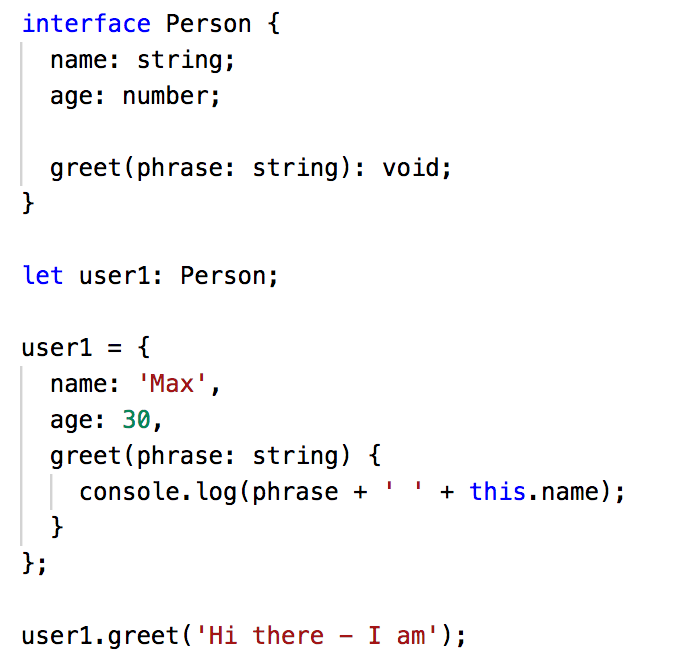 interface Person {
  name: string;
  age: number;

  greet(phrase: string): void;
}

let user1: Person;

user1 = {
  name: 'Max',
  age: 30,
  greet(phrase: string) {
    console.log(phrase + ' ' + this.name);
  }
};

user1.greet('Hi there – I am');